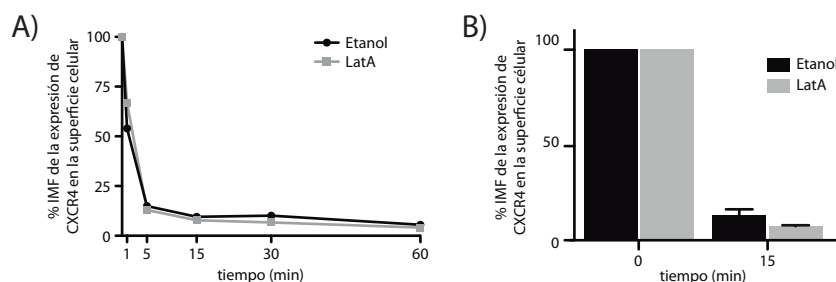 A)
% IMF de la expresión de
CXCR4 en la superficie celular
100
75
50
25
0
1 5 15 30 60
tiempo (min)
Etanol
LatA
B)
% IMF de la expresión de
CXCR4 en la superficie célular
100
50
0
0 15
tiempo (min)
Etanol
LatA